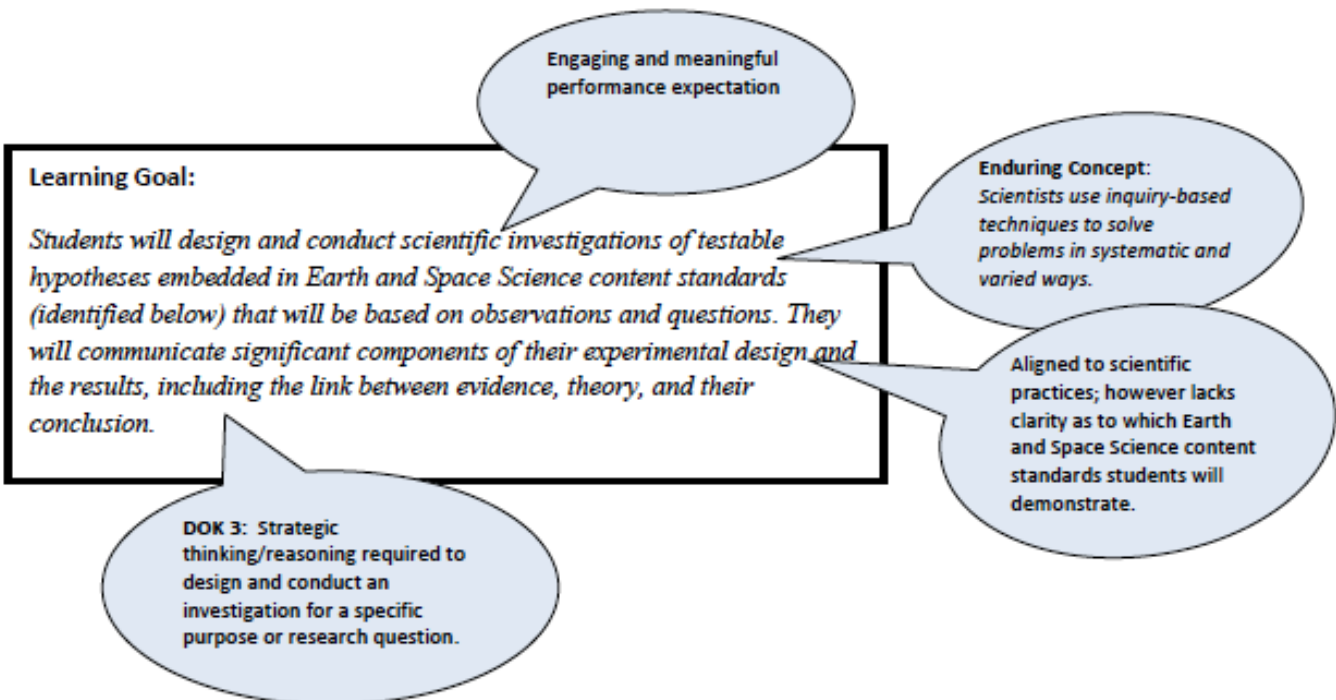 Engaging and meaningful
performance expectation
Learning Goal:
Students will design and conduct scientific investigations of testable
hypotheses embedded in Earth and Space Science content standards
(identified below) that will be based on observations and questions. They
will communicate significant components of their experimental design and
the results, including the link between evidence, theory, and their
conclusion.
Enduring Concept:
Scientists use inquiry-based
techniques to solve
problems in systematic and
varied ways.
Aligned to scientific
practices; however lacks
clarity as to which Earth
and Space Science content
standards students will
demonstrate.
DOK 3: Strategic
thinking/reasoning required to
design and conduct an
investigation for a specific
purpose or research question.